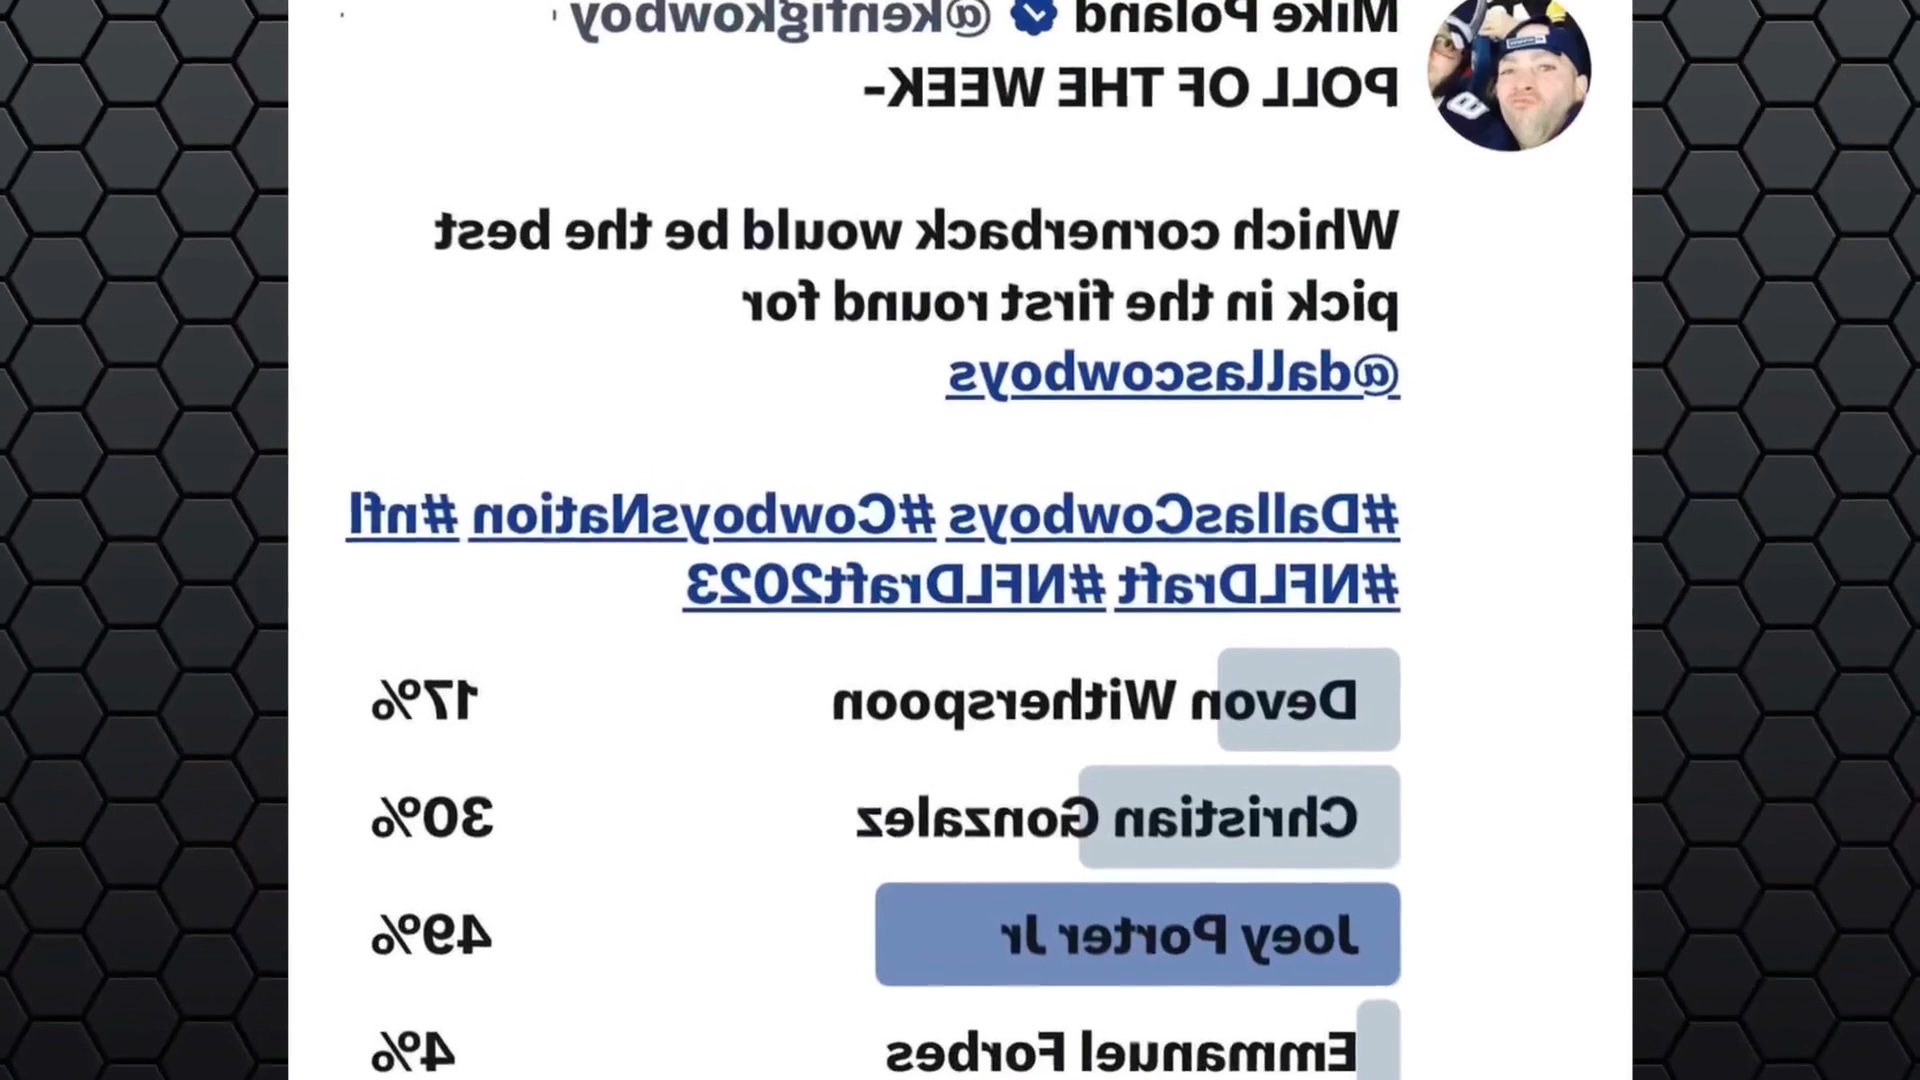 Mike Poland @kenfigkowboy
POLL OF THE WEEK-
Which cornerback would be the best
pick in the first round for
@dallascowboys
#DallasCowboys #CowboysNation #nfl
#NFLDraft #NFLDraft2023
Devon Witherspoon 17%
Christian Gonzalez 30%
Joey Porter Jr 49%
Emmanuel Forbes 4%